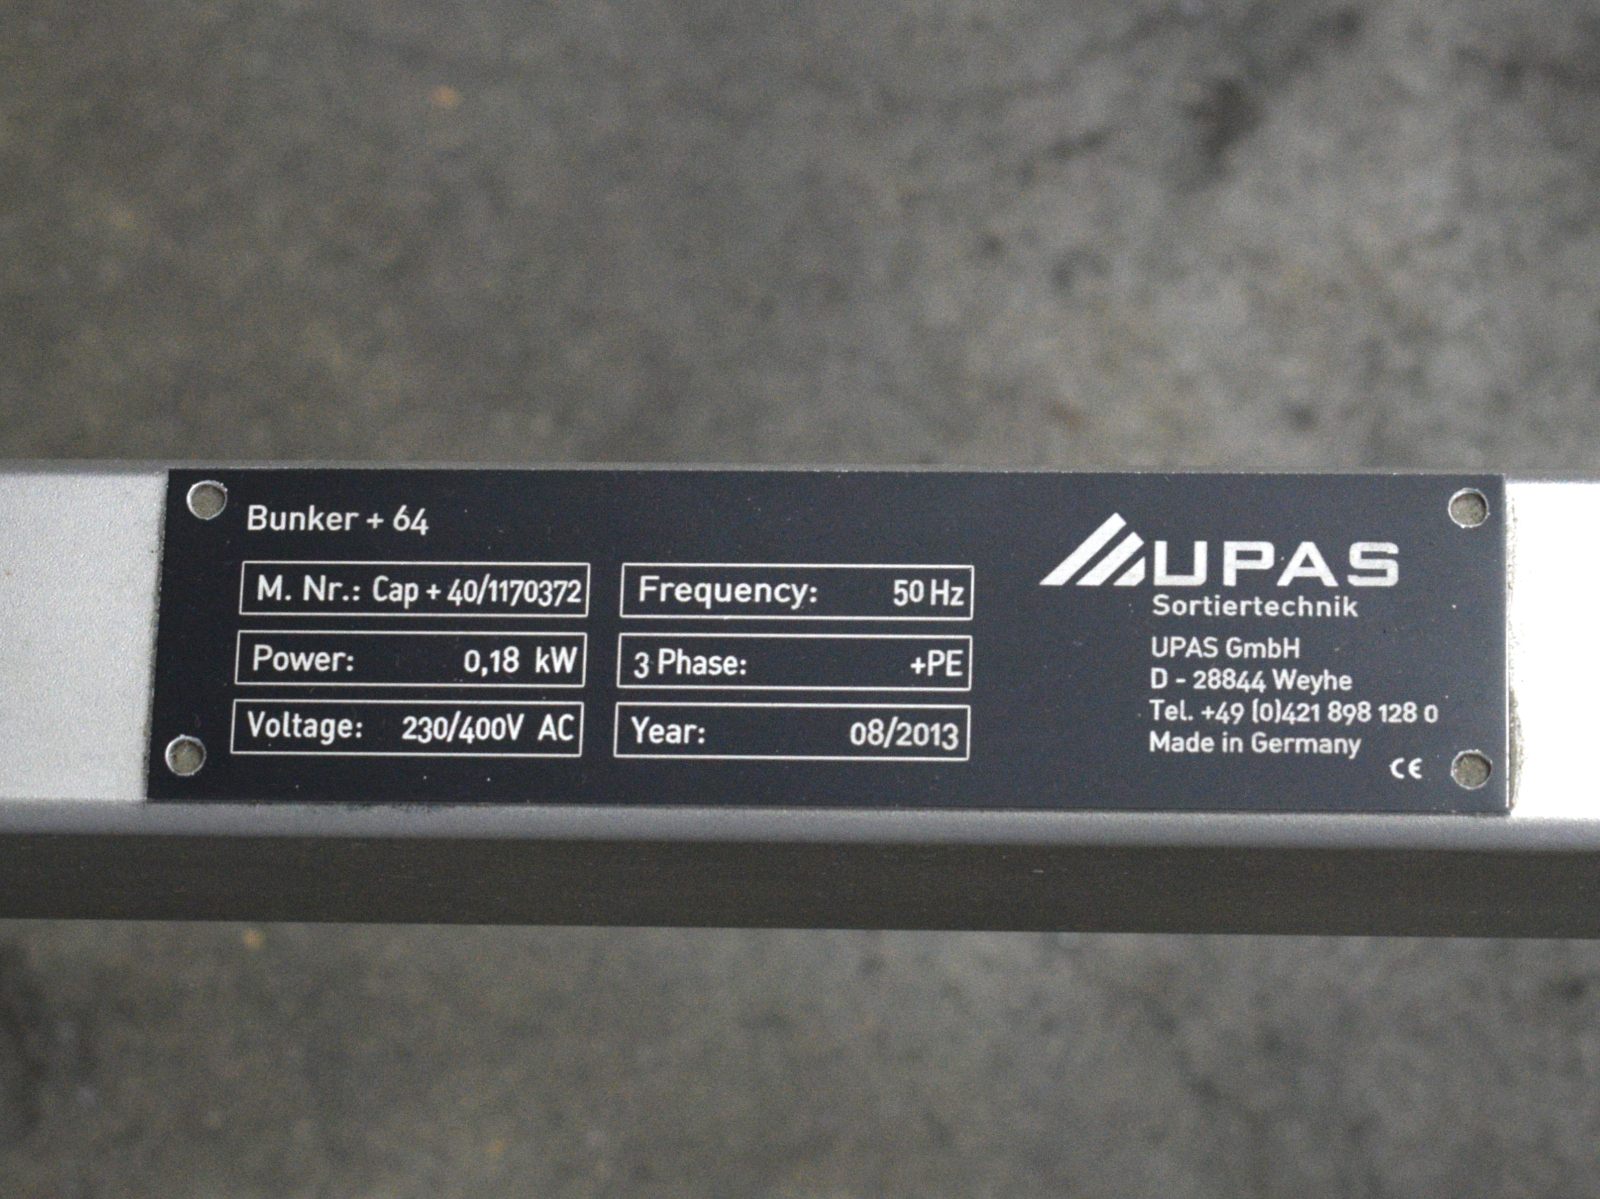 Bunker + 64
M. Nr.: Cap + 40/1170372
Power: 0,18 kW
Voltage: 230/400V AC
Frequency: 50 Hz
3 Phase: +PE
Year: 08/2013
UPAS
Sortiertechnik
UPAS GmbH
D - 28844 Weyhe
Tel. +49 (0)421 898 128 0
Made in Germany
CE